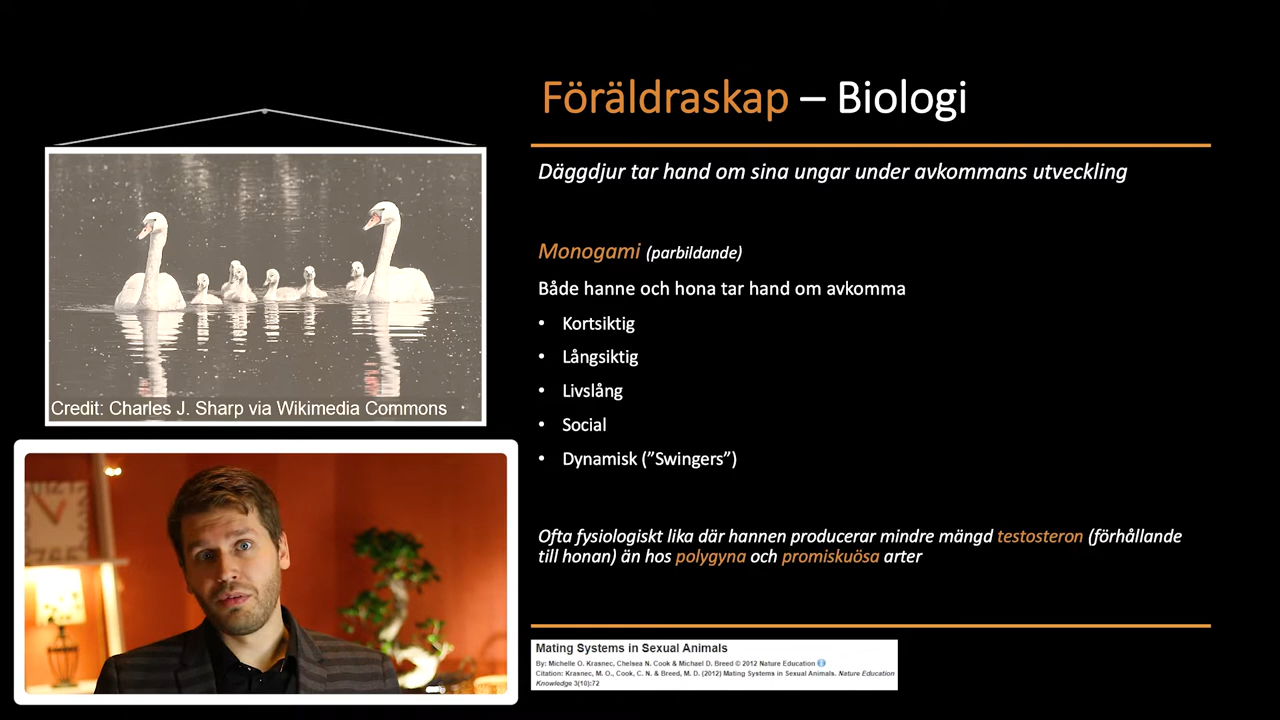 Föräldraskap – Biologi
Däggdjur tar hand om sina ungar under avkommans utveckling
Monogami (parbildande)
Både hanne och hona tar hand om avkomma
• Kortsiktig
• Långsiktig
• Livslång
• Social
• Dynamisk (”Swingers”)
Ofta fysiologiskt lika där hannen producerar mindre mängd testosteron (förhållande
till honan) än hos polygyna och promiskuösa arter
Credit: Charles J. Sharp via Wikimedia Commons
Mating Systems in Sexual Animals
By: Michelle O. Krasnec, Chelsea N. Cook & Michael D. Breed © 2012 Nature Education
Citation: Krasnec, M. O., Cook, C. N. & Breed, M. D. (2012) Mating Systems in Sexual Animals. Nature Education
Knowledge 3(10):72